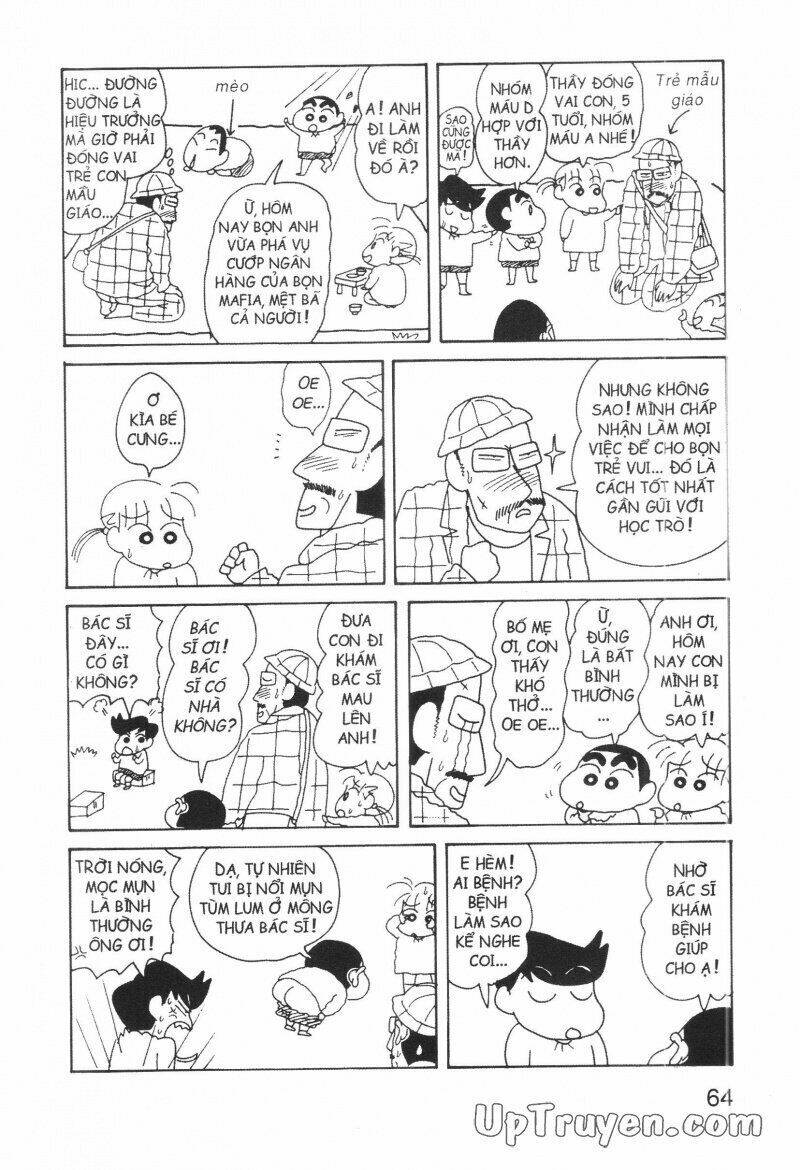 Trẻ mẫu
giáo
THẦY ĐÓNG
VAI CON, 5
TUỔI, NHÓM
MÁU A NHÉ!
NHÓM
MÁU D
HỢP VỚI
THẦY
HƠN.
SAO
CŨNG
ĐƯỢC
MÀ!
A! ANH
ĐI LÀM
VỀ RỒI
ĐÓ À?
mèo
Ừ, HÔM
NAY BỌN ANH
VỪA PHÁ VỤ
CƯỚP NGÂN
HÀNG CỦA BỌN
MAFIA, MỆT BÃ
CẢ NGƯỜI!
HIC... ĐƯỜNG
ĐƯỜNG LÀ
HIỆU TRƯỞNG
MÀ GIỜ PHẢI
ĐÓNG VAI
TRẺ CON
MẪU
GIÁO...
NHƯNG KHÔNG
SAO! MÌNH CHẤP
NHẬN LÀM MỌI
VIỆC ĐỂ CHO BỌN
TRẺ VUI... ĐÓ LÀ
CÁCH TỐT NHẤT
GẦN GŨI VỚI
HỌC TRÒ!
OE
OE...
Ơ
KÌA BÉ
CƯNG...
ANH ƠI,
HÔM
NAY CON
MÌNH BỊ
LÀM
SAO Í!
Ừ,
ĐÚNG
LÀ BẤT
BÌNH
THƯỜNG
...
BỐ MẸ
ƠI, CON
THẤY
KHÓ
THỞ...
OE OE...
ĐƯA
CON ĐI
KHÁM
BÁC SĨ
MAU
LÊN
ANH!
BÁC
SĨ ƠI!
BÁC
SĨ CÓ
NHÀ
KHÔNG?
BÁC SĨ
ĐÂY...
CÓ GÌ
KHÔNG?
NHỜ
BÁC SĨ
KHÁM
BỆNH
GIÚP
CHO Ạ!
E HÈM!
AI BỆNH?
BỆNH
LÀM SAO
KỂ NGHE
COI...
DẠ, TỰ NHIÊN
TUI BỊ NỔI MỤN
TÙM LUM Ở MÔNG
THƯA BÁC SĨ!
TRỜI NÓNG,
MỌC MỤN
LÀ BÌNH
THƯỜNG
ÔNG ƠI!
64
UpTruyen.com